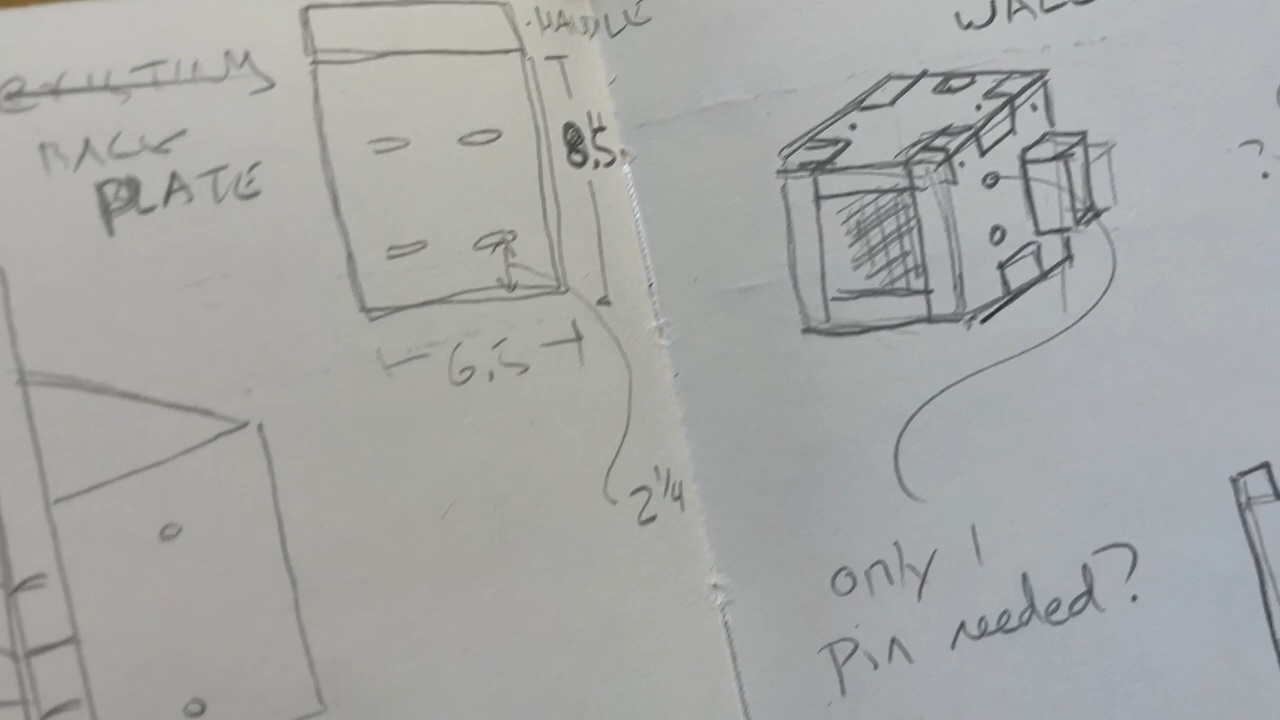 HANDLE
BACK
PLATE
8.5"
6.5
2 1/4
only 1
Pin needed?
?